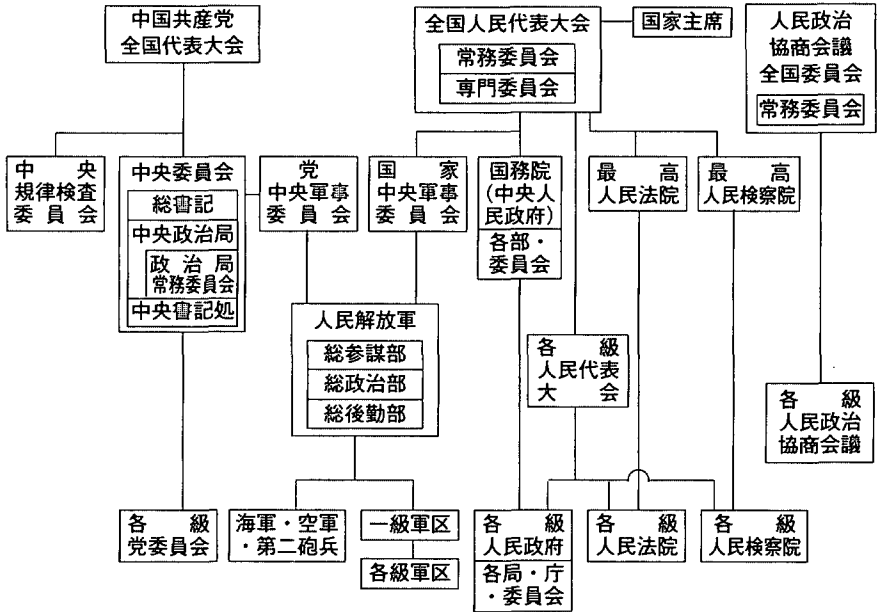 中国共産党
全国代表大会
全国人民代表大会
常務委員会
専門委員会
国家主席
人民政治
協商会議
全国委員会
常務委員会
中央
規律検査
委員会
中央委員会
総書記
中央政治局
政治局
常務委員会
中央書記処
党
中央軍事
委員会
国家
中央軍事
委員会
国務院
(中央人
民政府)
各部・
委員会
最高
人民法院
最高
人民検察院
人民解放軍
総参謀部
総政治部
総後勤部
各級
人民代表
大会
各級
人民政治
協商会議
各級
党委員会
海軍・空軍
・第二砲兵
一級軍区
各級軍区
各級
人民政府
各局・庁
・委員会
各級
人民法院
各級
人民検察院